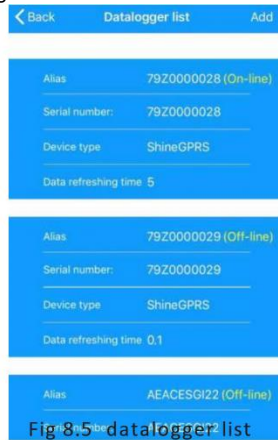 Back Datalogger list Add
Alias 79Z0000028 (On-line)
Serial number: 79Z0000028
Device type ShineGPRS
Data refreshing time 5
Alias 79Z0000029 (Off-line)
Serial number: 79Z0000029
Device type ShineGPRS
Data refreshing time 0.1
Alias AEACESGI22 (Off-line)
Fig 8.5 datalogger list